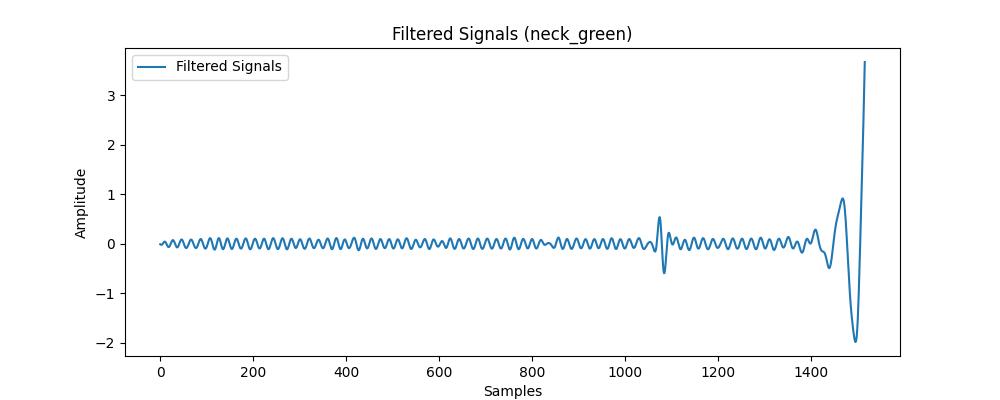 Filtered Signals (neck_green)
Filtered Signals
3
2
1
0
−1
−2
Amplitude
0 200 400 600 800 1000 1200 1400
Samples